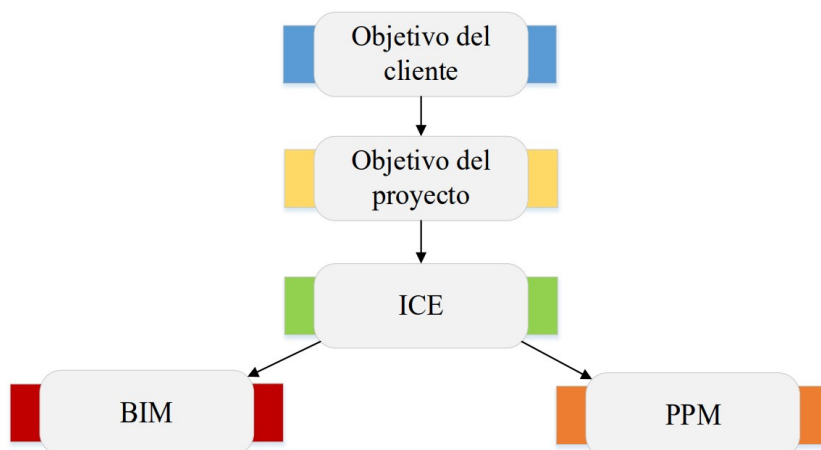 Objetivo del
cliente
Objetivo del
proyecto
ICE
BIM
PPM